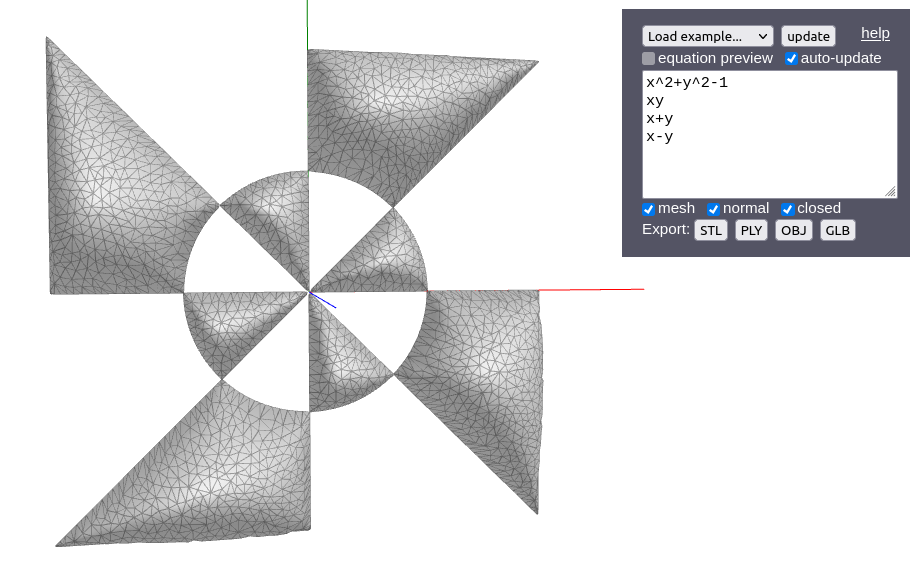 Load example... update help
equation preview auto-update
x^2+y^2-1
xy
x+y
x-y
mesh normal closed
Export: STL PLY OBJ GLB